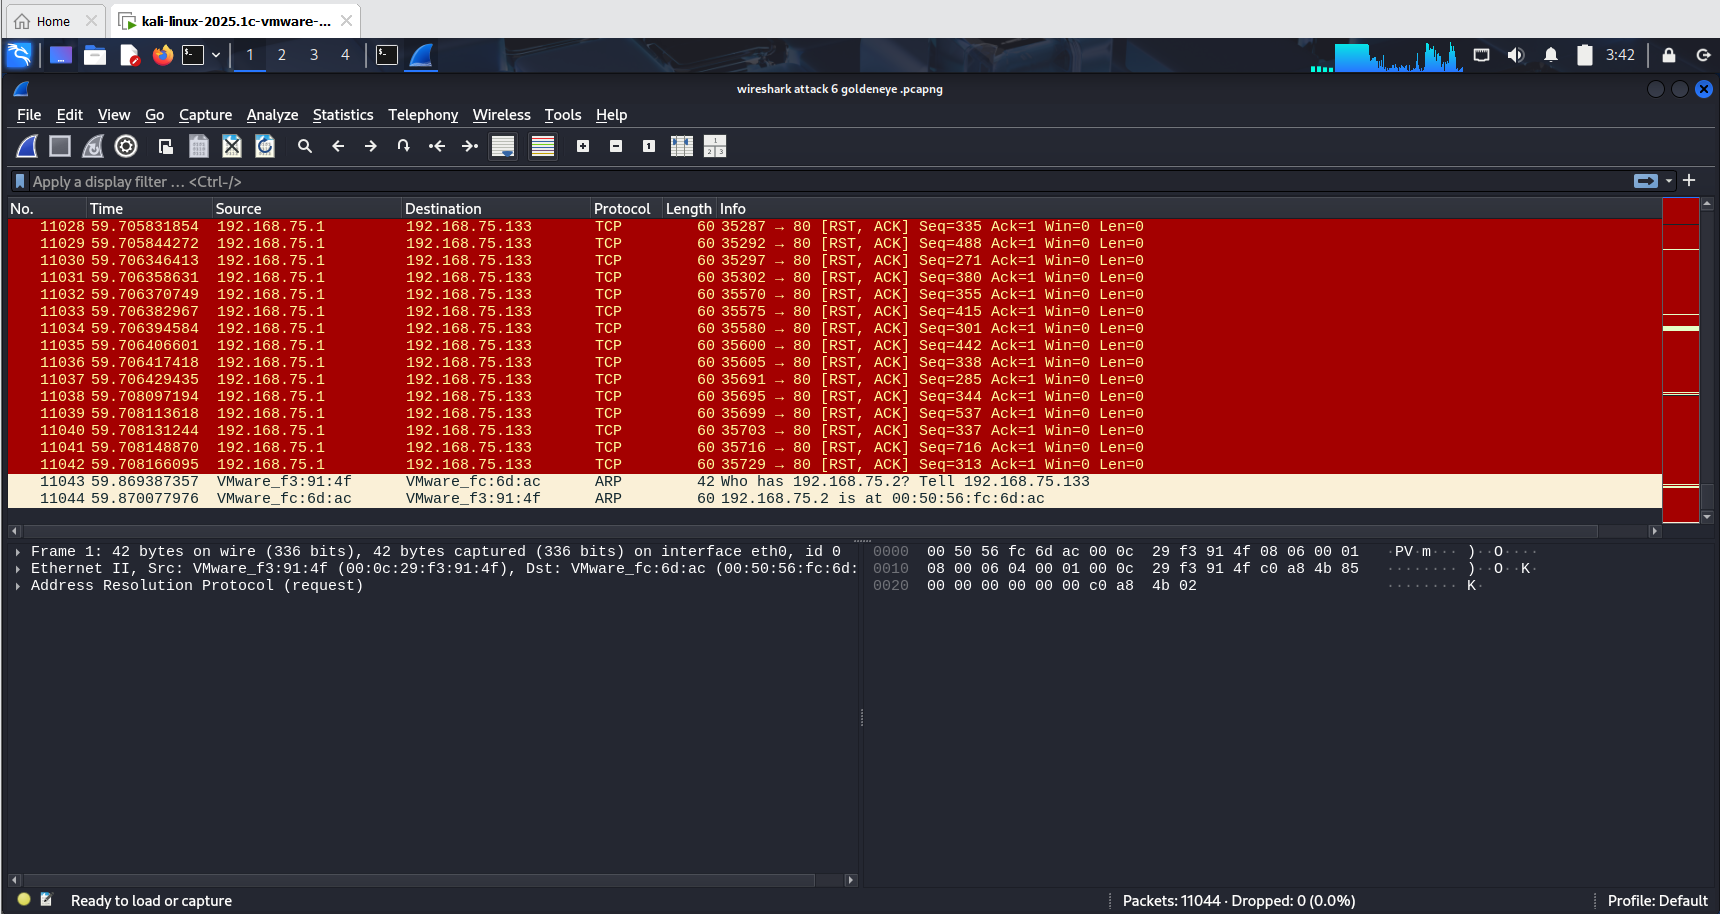 Home
kali-linux-2025.1c-vmware-...
1 2 3 4 3:42
wireshark attack 6 goldeneye .pcapng
File Edit View Go Capture Analyze Statistics Telephony Wireless Tools Help
Apply a display filter ... <Ctrl-/>
No. Time Source Destination Protocol Length Info
11028 59.705831854 192.168.75.1 192.168.75.133 TCP 60 35287 → 80 [RST, ACK] Seq=335 Ack=1 Win=0 Len=0
11029 59.705844272 192.168.75.1 192.168.75.133 TCP 60 35292 → 80 [RST, ACK] Seq=488 Ack=1 Win=0 Len=0
11030 59.706346413 192.168.75.1 192.168.75.133 TCP 60 35297 → 80 [RST, ACK] Seq=271 Ack=1 Win=0 Len=0
11031 59.706358631 192.168.75.1 192.168.75.133 TCP 60 35302 → 80 [RST, ACK] Seq=380 Ack=1 Win=0 Len=0
11032 59.706370749 192.168.75.1 192.168.75.133 TCP 60 35570 → 80 [RST, ACK] Seq=355 Ack=1 Win=0 Len=0
11033 59.706382967 192.168.75.1 192.168.75.133 TCP 60 35575 → 80 [RST, ACK] Seq=415 Ack=1 Win=0 Len=0
11034 59.706394584 192.168.75.1 192.168.75.133 TCP 60 35580 → 80 [RST, ACK] Seq=301 Ack=1 Win=0 Len=0
11035 59.706406601 192.168.75.1 192.168.75.133 TCP 60 35600 → 80 [RST, ACK] Seq=442 Ack=1 Win=0 Len=0
11036 59.706417418 192.168.75.1 192.168.75.133 TCP 60 35605 → 80 [RST, ACK] Seq=338 Ack=1 Win=0 Len=0
11037 59.706429435 192.168.75.1 192.168.75.133 TCP 60 35691 → 80 [RST, ACK] Seq=285 Ack=1 Win=0 Len=0
11038 59.708097194 192.168.75.1 192.168.75.133 TCP 60 35695 → 80 [RST, ACK] Seq=344 Ack=1 Win=0 Len=0
11039 59.708113618 192.168.75.1 192.168.75.133 TCP 60 35699 → 80 [RST, ACK] Seq=537 Ack=1 Win=0 Len=0
11040 59.708131244 192.168.75.1 192.168.75.133 TCP 60 35703 → 80 [RST, ACK] Seq=337 Ack=1 Win=0 Len=0
11041 59.708148870 192.168.75.1 192.168.75.133 TCP 60 35716 → 80 [RST, ACK] Seq=716 Ack=1 Win=0 Len=0
11042 59.708166095 192.168.75.1 192.168.75.133 TCP 60 35729 → 80 [RST, ACK] Seq=313 Ack=1 Win=0 Len=0
11043 59.869387357 VMware_f3:91:4f VMware_fc:6d:ac ARP 42 Who has 192.168.75.2? Tell 192.168.75.133
11044 59.870077976 VMware_fc:6d:ac VMware_f3:91:4f ARP 60 192.168.75.2 is at 00:50:56:fc:6d:ac
Frame 1: 42 bytes on wire (336 bits), 42 bytes captured (336 bits) on interface eth0, id 0
Ethernet II, Src: VMware_f3:91:4f (00:0c:29:f3:91:4f), Dst: VMware_fc:6d:ac (00:50:56:fc:6d:
Address Resolution Protocol (request)
0000 00 50 56 fc 6d ac 00 0c 29 f3 91 4f 08 06 00 01 ·PV·m··· )··O····
0010 08 00 06 04 00 01 00 0c 29 f3 91 4f c0 a8 4b 85 ········ )··O··K·
0020 00 00 00 00 00 00 c0 a8 4b 02 ········ K·
Ready to load or capture
Packets: 11044 · Dropped: 0 (0.0%)
Profile: Default